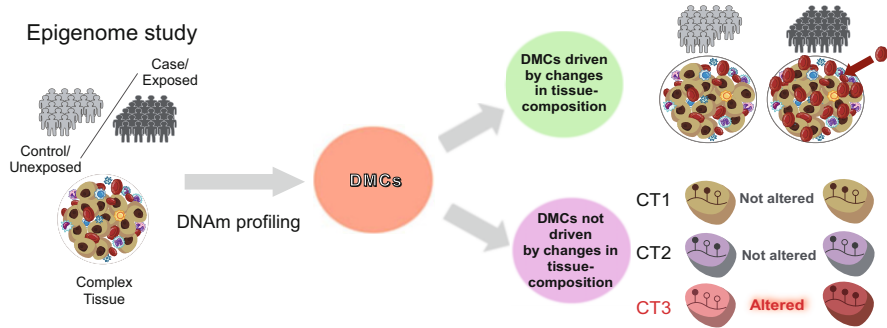 Epigenome study
Case/
Exposed
Control/
Unexposed
Complex
Tissue
DNAm profiling
DMCs
DMCs driven
by changes
in tissue-
composition
DMCs not
driven
by changes in
tissue-
composition
CT1
Not altered
CT2
Not altered
CT3
Altered